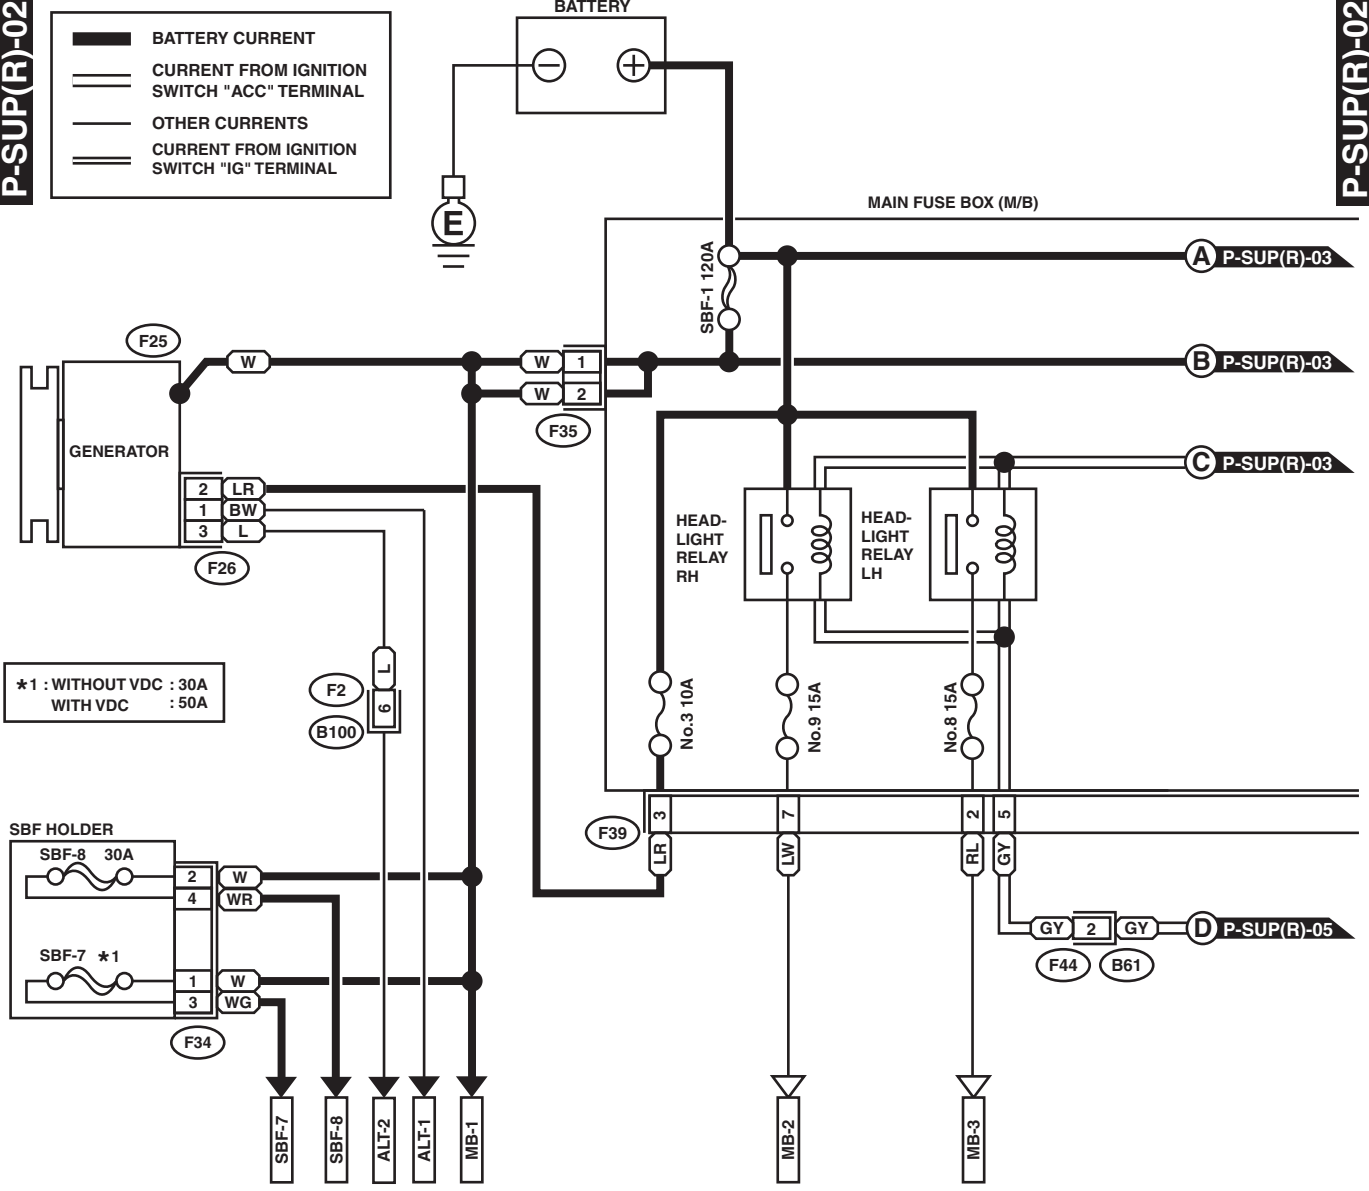 P-SUP(R)-02
P-SUP(R)-02
BATTERY CURRENT
CURRENT FROM IGNITION
SWITCH "ACC" TERMINAL
OTHER CURRENTS
CURRENT FROM IGNITION
SWITCH "IG" TERMINAL
BATTERY
− +
E
MAIN FUSE BOX (M/B)
SBF-1 120A
A P-SUP(R)-03
F25
W
W 1
B P-SUP(R)-03
W 2
F35
GENERATOR
C P-SUP(R)-03
2 LR
1 BW
3 L
F26
HEAD-
LIGHT
RELAY
RH
HEAD-
LIGHT
RELAY
LH
*1 : WITHOUT VDC : 30A
WITH VDC : 50A
L
F2
6
B100
No.3 10A
No.9 15A
No.8 15A
F39
3 7 2 5
LR LW RL GY
SBF HOLDER
SBF-8 30A
2 W
4 WR
SBF-7 *1
1 W
3 WG
F34
GY 2 GY
D P-SUP(R)-05
F44 B61
SBF-7
SBF-8
ALT-2
ALT-1
MB-1
MB-2
MB-3